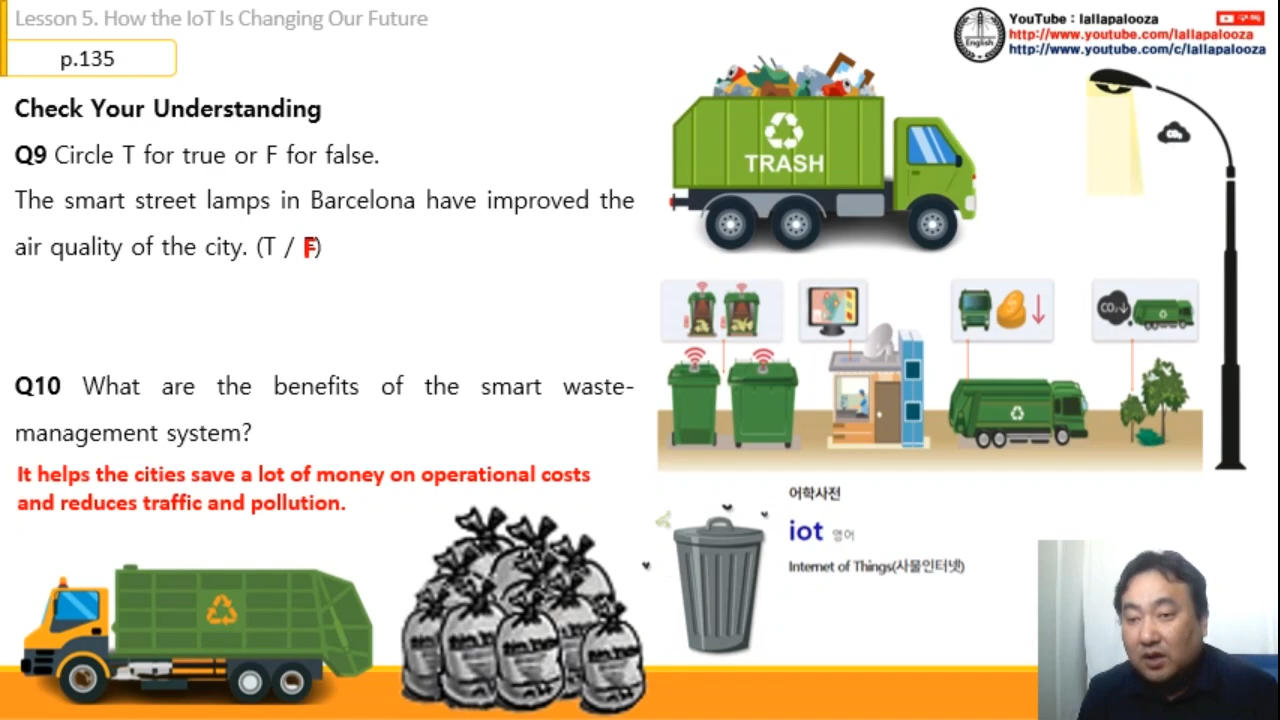 Lesson 5. How the IoT Is Changing Our Future
p.135
YouTube : lallapalooza
http://www.youtube.com/lallapalooza
http://www.youtube.com/c/lallapalooza
English
Check Your Understanding
Q9 Circle T for true or F for false.
The smart street lamps in Barcelona have improved the
air quality of the city. (T / F)
TRASH
Q10 What are the benefits of the smart waste-
management system?
It helps the cities save a lot of money on operational costs
and reduces traffic and pollution.
어학사전
iot 영어
Internet of Things(사물인터넷)